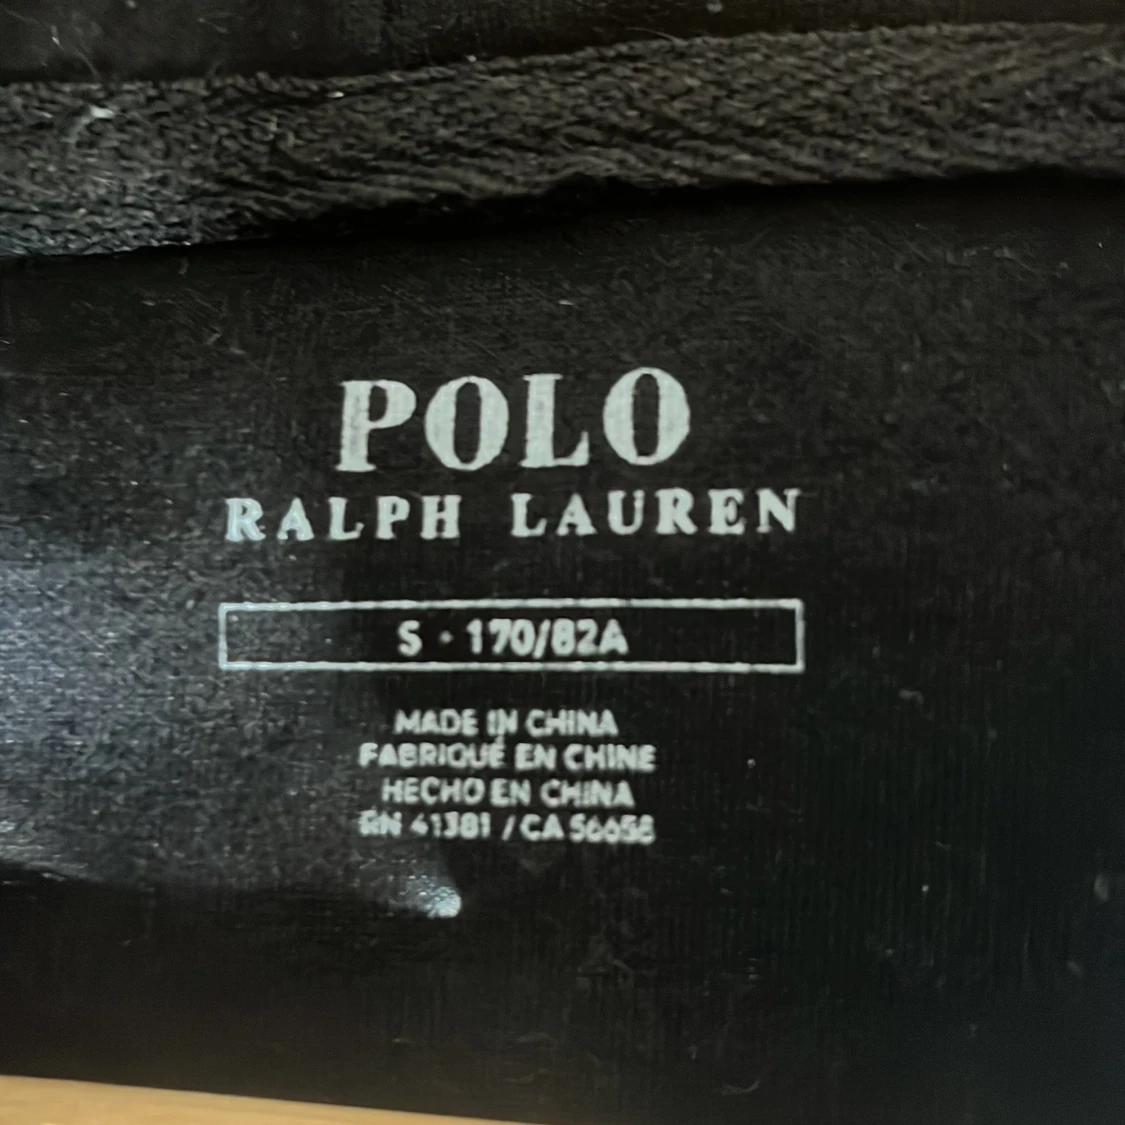 POLO
RALPH LAUREN
S • 170/82A
MADE IN CHINA
FABRIQUÉ EN CHINE
HECHO EN CHINA
RN 41381 / CA 56658